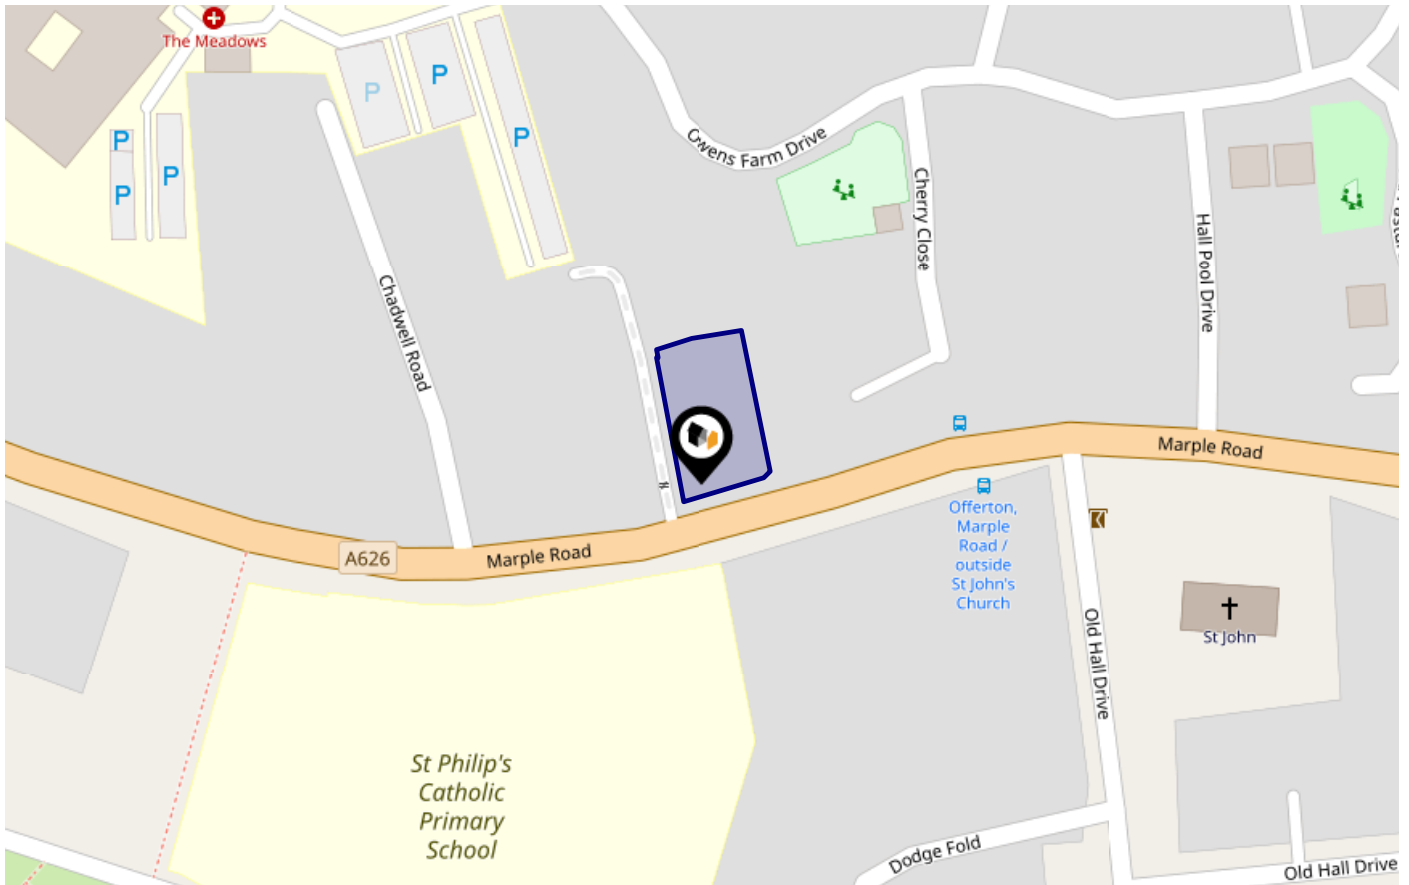 The Meadows
P
P
P
P
P
P
Owens Farm Drive
Cherry Close
Hall Pool Drive
Chadwell Road
Marple Road
A626
Marple Road
Offerton,
Marple
Road /
outside
St John's
Church
St John
Old Hall Drive
St Philip's
Catholic
Primary
School
Dodge Fold
Old Hall Drive